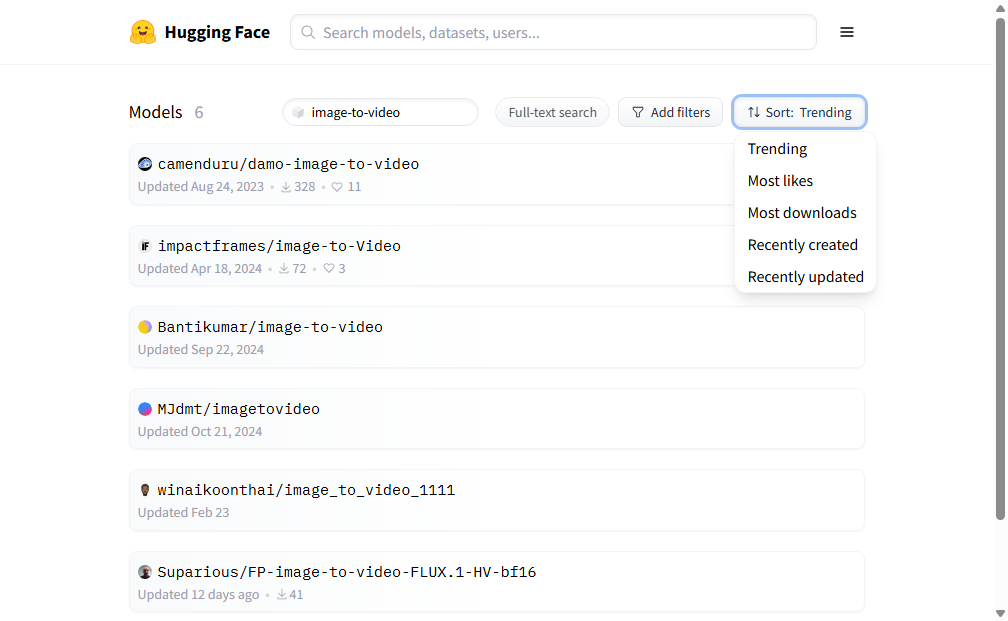 Hugging Face
Search models, datasets, users...
Models 6
image-to-video
Full-text search
Add filters
Sort: Trending
Trending
Most likes
Most downloads
Recently created
Recently updated
camenduru/damo-image-to-video
Updated Aug 24, 2023 • 328 • 11
IF impactframes/image-to-Video
Updated Apr 18, 2024 • 72 • 3
Bantikumar/image-to-video
Updated Sep 22, 2024
MJdmt/imagetovideo
Updated Oct 21, 2024
winaikoonthai/image_to_video_1111
Updated Feb 23
Suparious/FP-image-to-video-FLUX.1-HV-bf16
Updated 12 days ago • 41